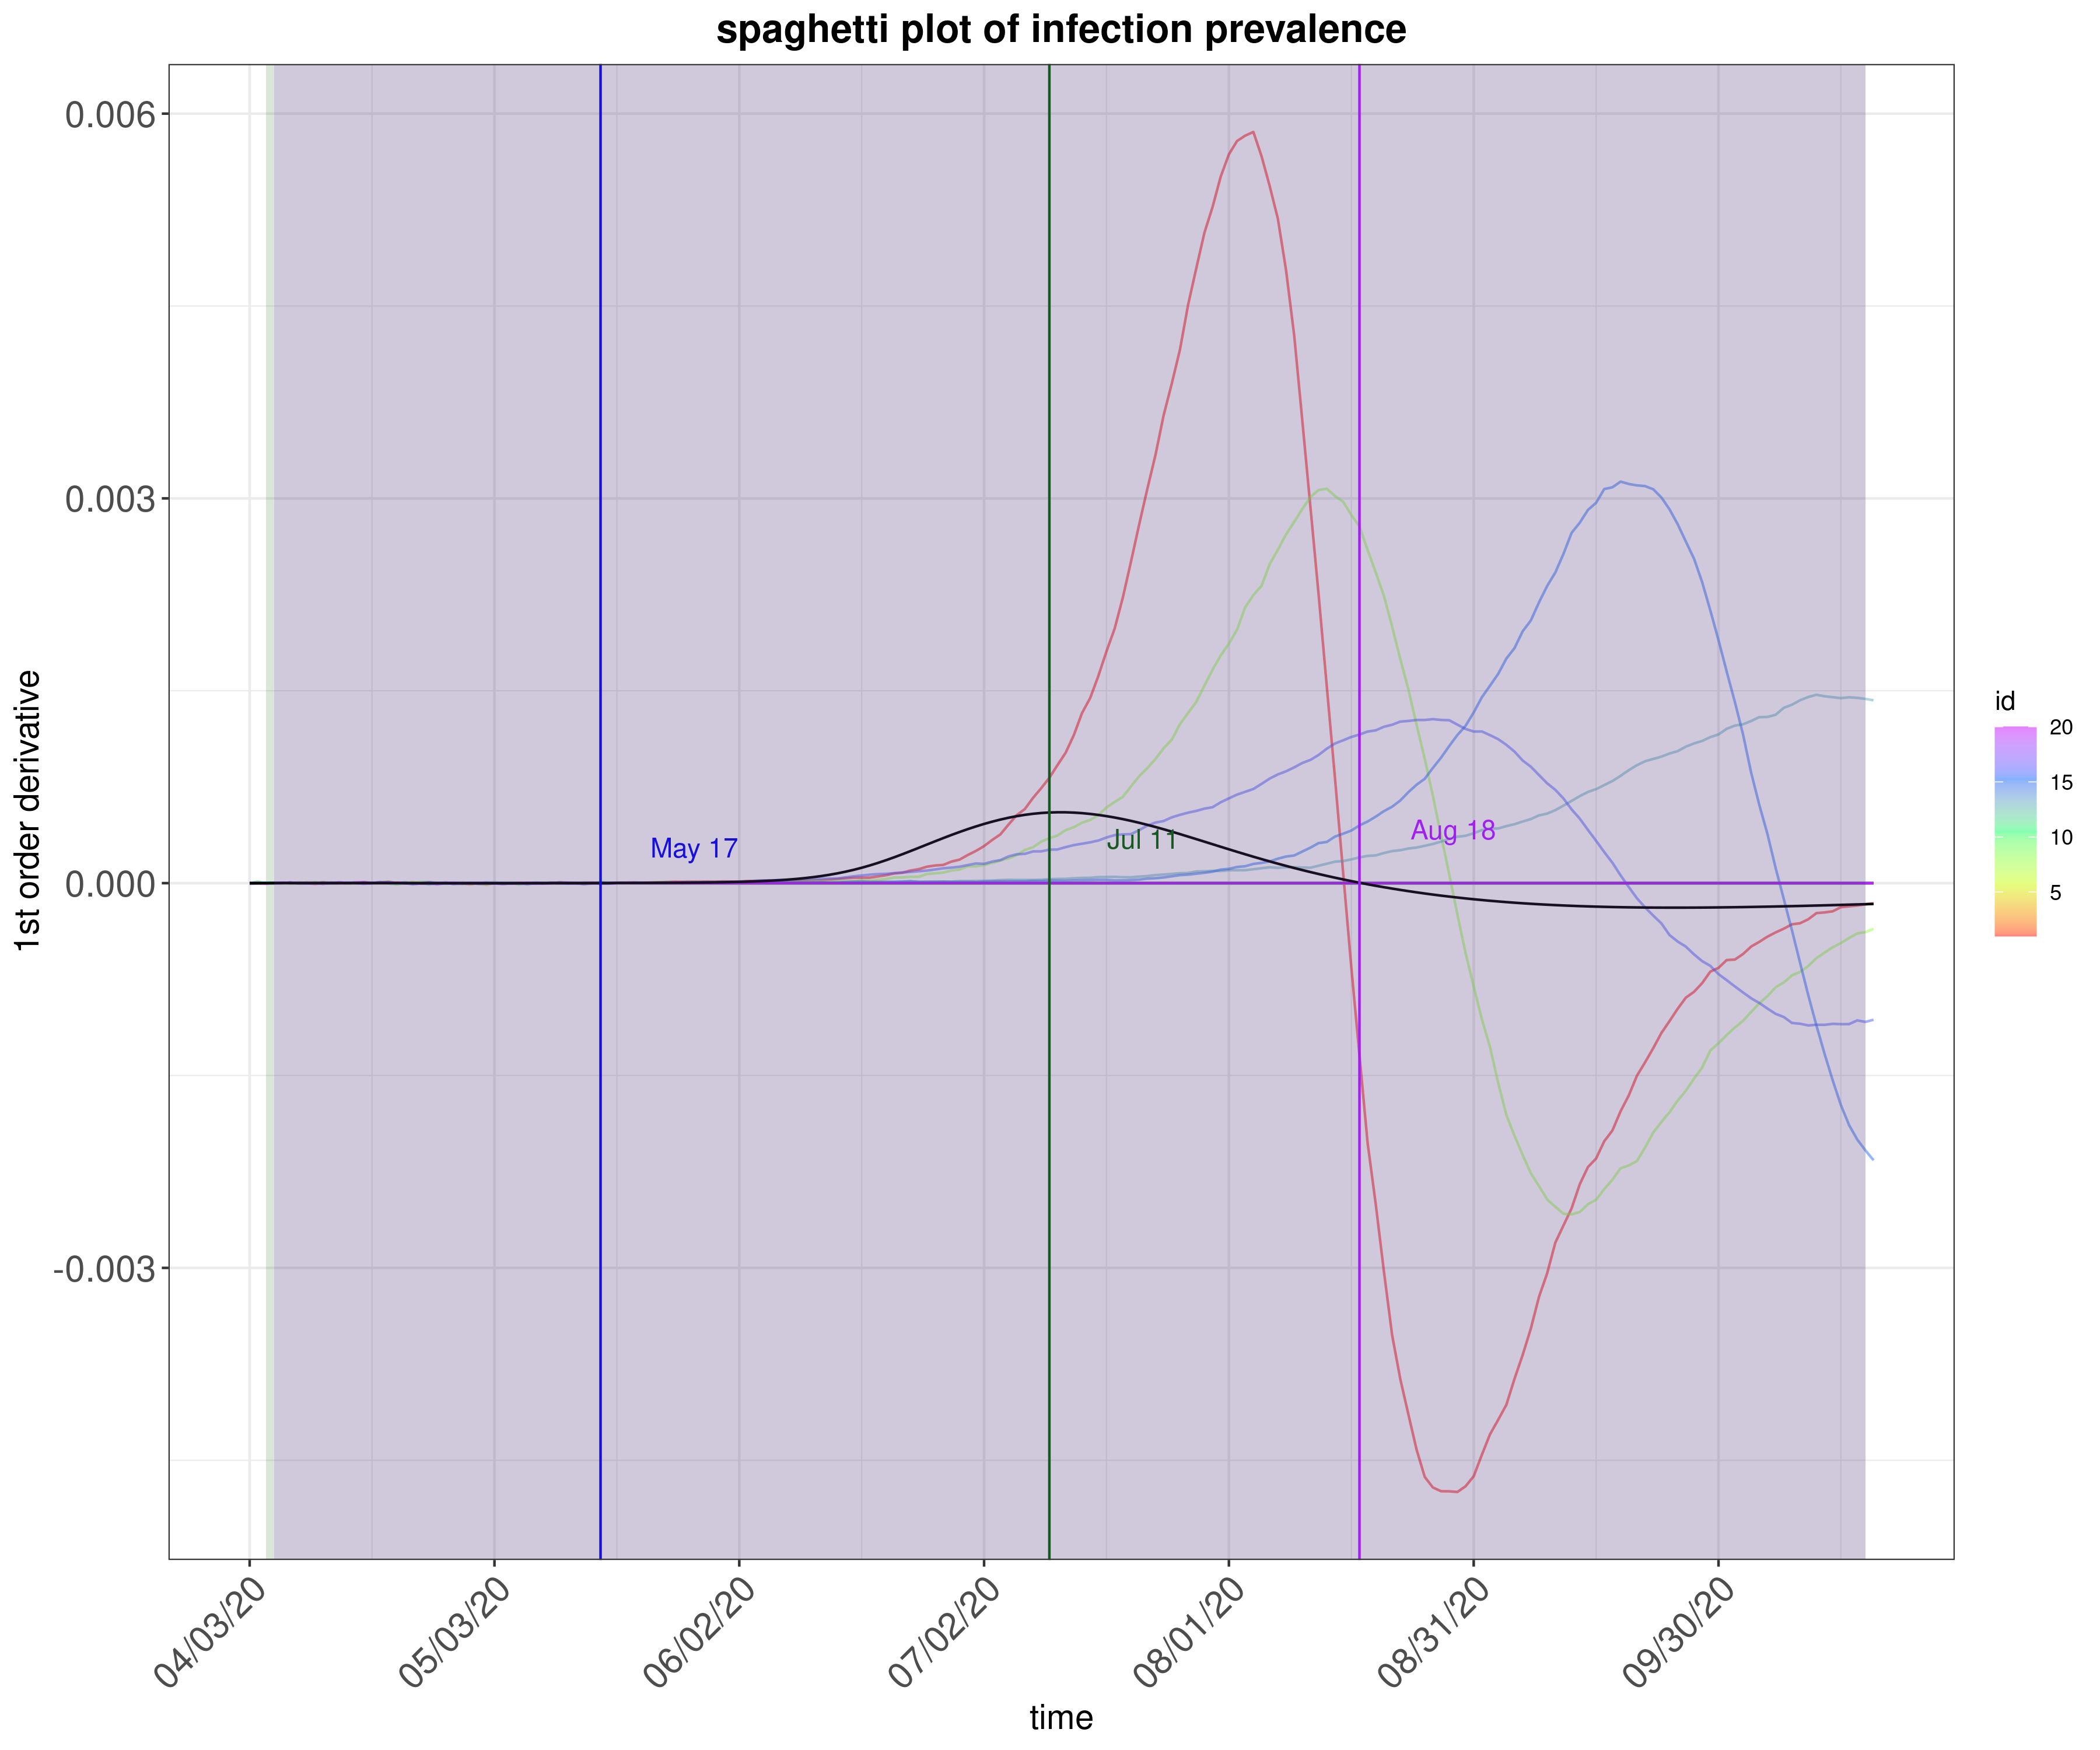 spaghetti plot of infection prevalence
0.006
0.003
0.000
-0.003
1st order derivative
May 17
Jul 11
Aug 18
id
20
15
10
5
04/03/20
05/03/20
06/02/20
07/02/20
08/01/20
08/31/20
09/30/20
time